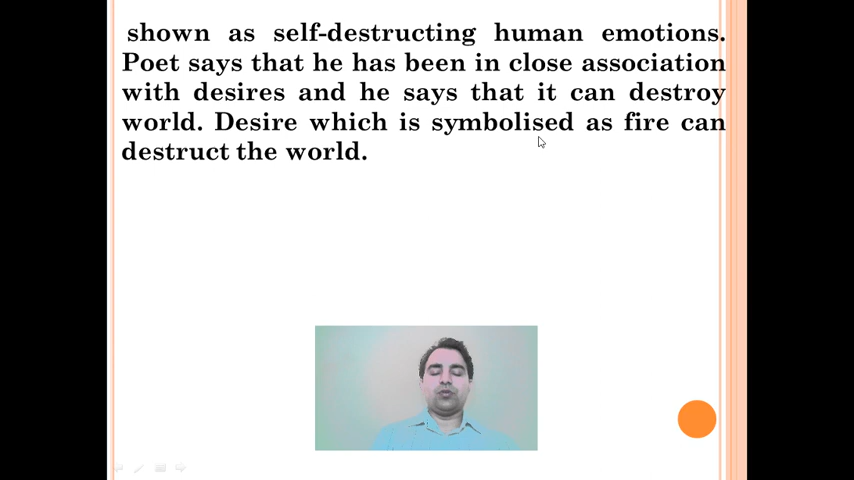 shown as self-destructing human emotions.
Poet says that he has been in close association
with desires and he says that it can destroy
world. Desire which is symbolised as fire can
destruct the world.